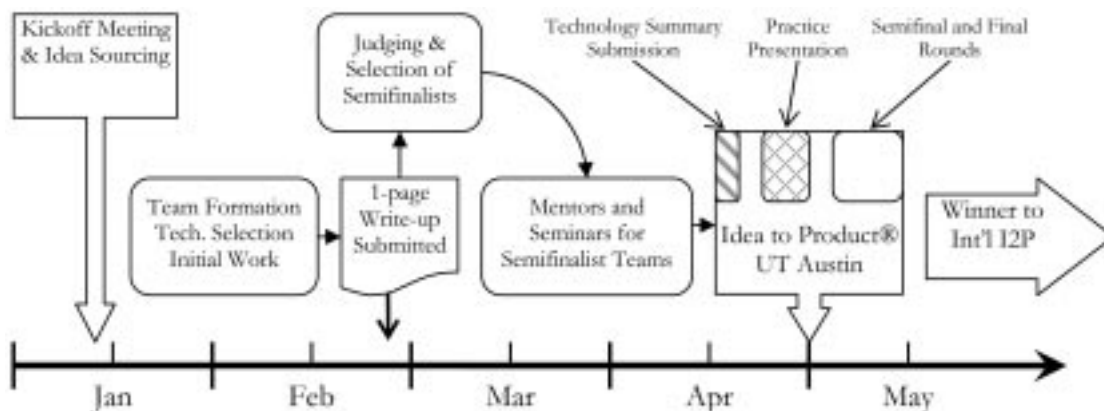 Kickoff Meeting
& Idea Sourcing
Judging &
Selection of
Semifinalists
Technology Summary
Submission
Practice
Presentation
Semifinal and Final
Rounds
Team Formation
Tech. Selection
Initial Work
1-page
Write-up
Submitted
Mentors and
Seminars for
Semifinalist Teams
Idea to Product®
UT Austin
Winner to
Int'l I2P
Jan
Feb
Mar
Apr
May